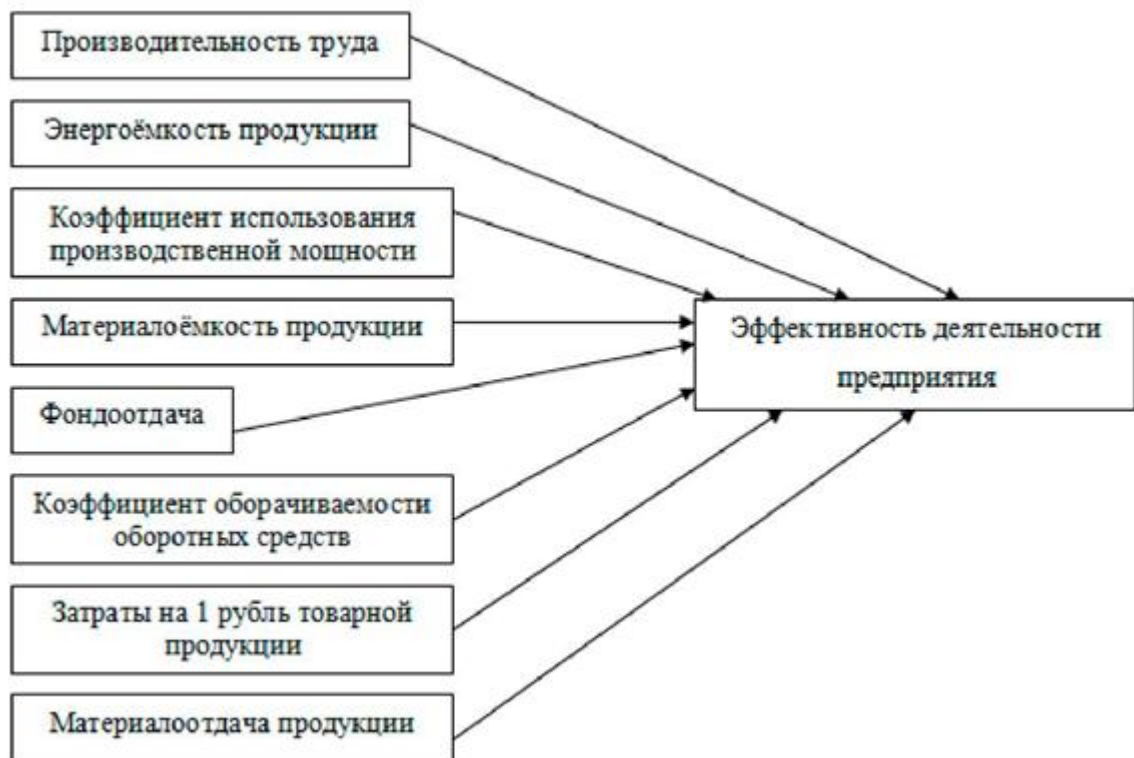 Производительность труда
Энергоёмкость продукции
Коэффициент использования
производственной мощности
Материалоёмкость продукции
Фондоотдача
Коэффициент оборачиваемости
оборотных средств
Затраты на 1 рубль товарной
продукции
Материалоотдача продукции
Эффективность деятельности
предприятия